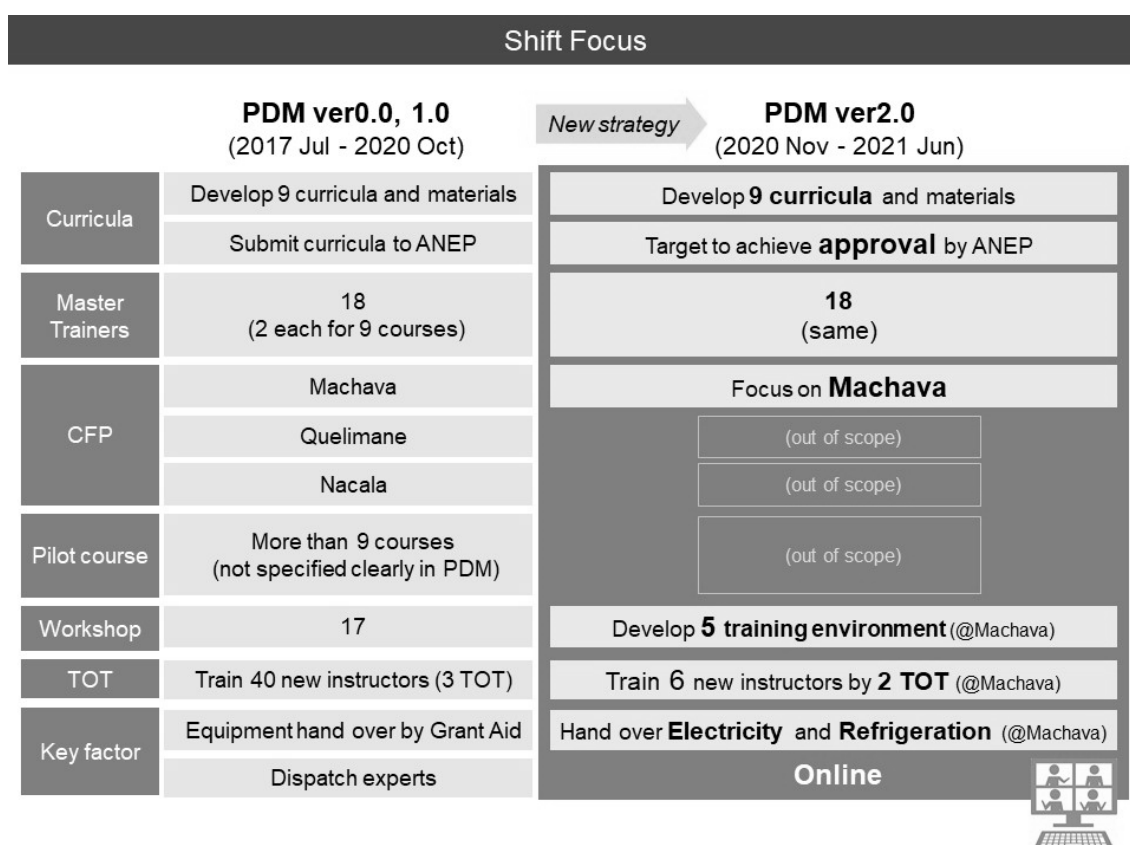 Shift Focus
PDM ver0.0, 1.0
(2017 Jul - 2020 Oct)
New strategy
PDM ver2.0
(2020 Nov - 2021 Jun)
Curricula
Develop 9 curricula and materials
Develop 9 curricula and materials
Submit curricula to ANEP
Target to achieve approval by ANEP
Master
Trainers
18
(2 each for 9 courses)
18
(same)
CFP
Machava
Focus on Machava
Quelimane
(out of scope)
Nacala
(out of scope)
Pilot course
More than 9 courses
(not specified clearly in PDM)
(out of scope)
Workshop
17
Develop 5 training environment (@Machava)
TOT
Train 40 new instructors (3 TOT)
Train 6 new instructors by 2 TOT (@Machava)
Key factor
Equipment hand over by Grant Aid
Hand over Electricity and Refrigeration (@Machava)
Dispatch experts
Online